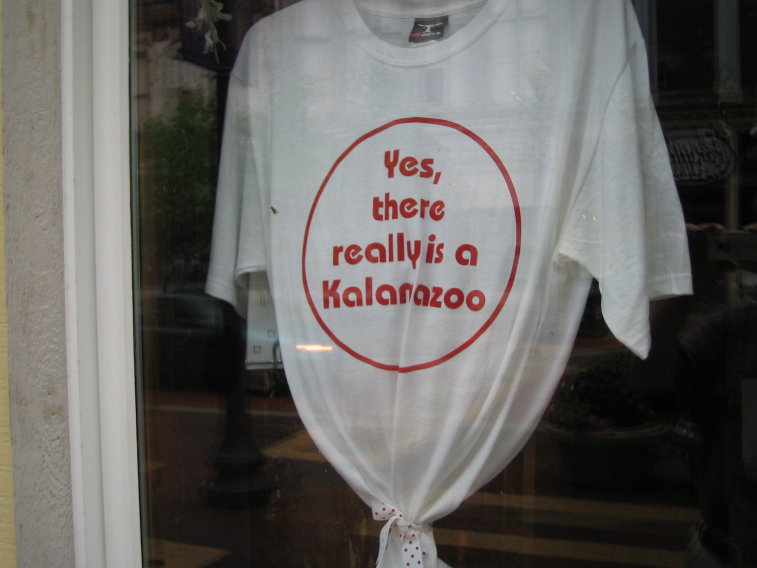 Yes,
there
really is a
Kalamazoo